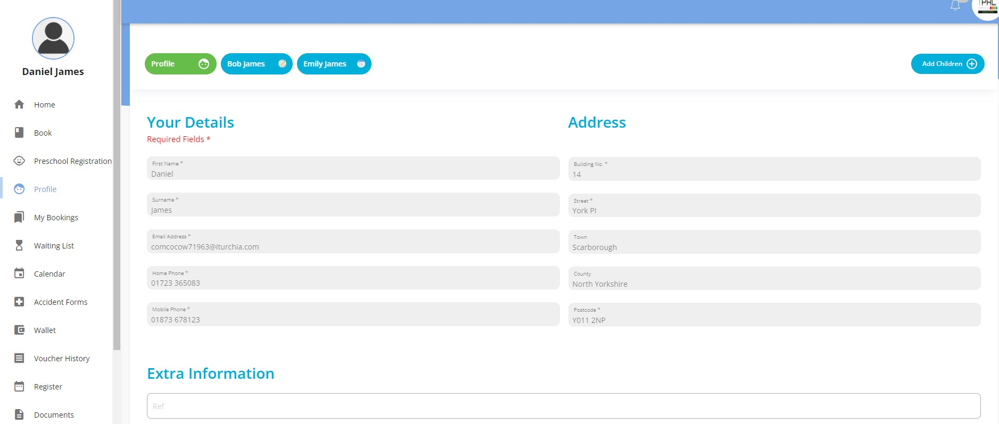 PAL
Daniel James
Home
Book
Preschool Registration
Profile
My Bookings
Waiting List
Calendar
Accident Forms
Wallet
Voucher History
Register
Documents
Profile
Bob James
Emily James
Add Children
Your Details
Required Fields *
First Name *
Daniel
Surname *
James
Email Address *
comcocow71963@iturchia.com
Home Phone *
01723 365083
Mobile Phone *
01873 678123
Address
Building No. *
14
Street *
York Pl
Town
Scarborough
County
North Yorkshire
Postcode *
Y011 2NP
Extra Information
Ref